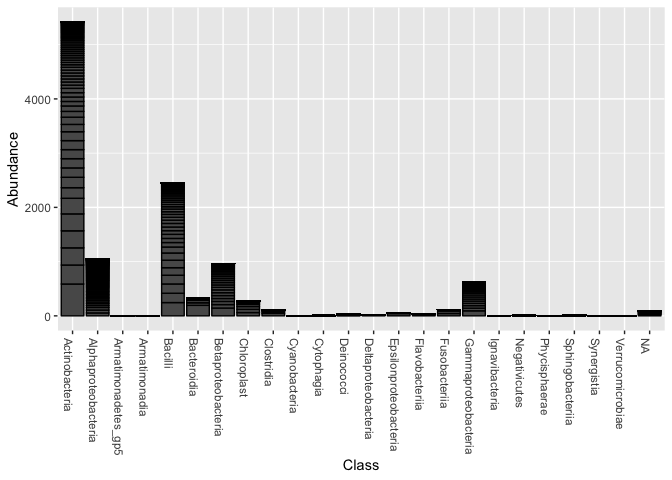 Abundance
4000
2000
0
Actinobacteria
Alphaproteobacteria
Armatimonadetes_gp5
Armatimonadia
Bacilli
Bacteroidia
Betaproteobacteria
Chloroplast
Clostridia
Cyanobacteria
Cytophagia
Deinococci
Deltaproteobacteria
Epsilonproteobacteria
Flavobacteriia
Fusobacteriia
Gammaproteobacteria
Ignavibacteria
Negativicutes
Phycisphaerae
Sphingobacteriia
Synergistia
Verrucomicrobiae
NA
Class